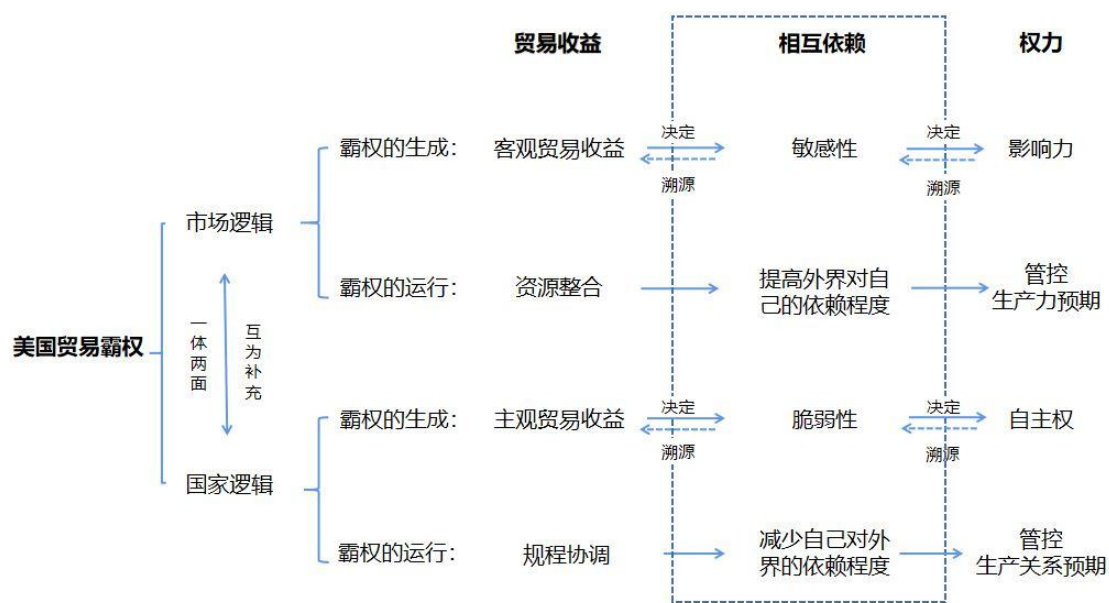 贸易收益 相互依赖 权力
决定 决定
霸权的生成： 客观贸易收益 敏感性 影响力
溯源 溯源
市场逻辑
霸权的运行： 资源整合 提高外界对自 管控
己的依赖程度 生产力预期
美国贸易霸权
一体两面
互为补充
决定 决定
霸权的生成： 主观贸易收益 脆弱性 自主权
溯源 溯源
国家逻辑
霸权的运行： 规程协调 减少自己对外 管控
界的依赖程度 生产关系预期